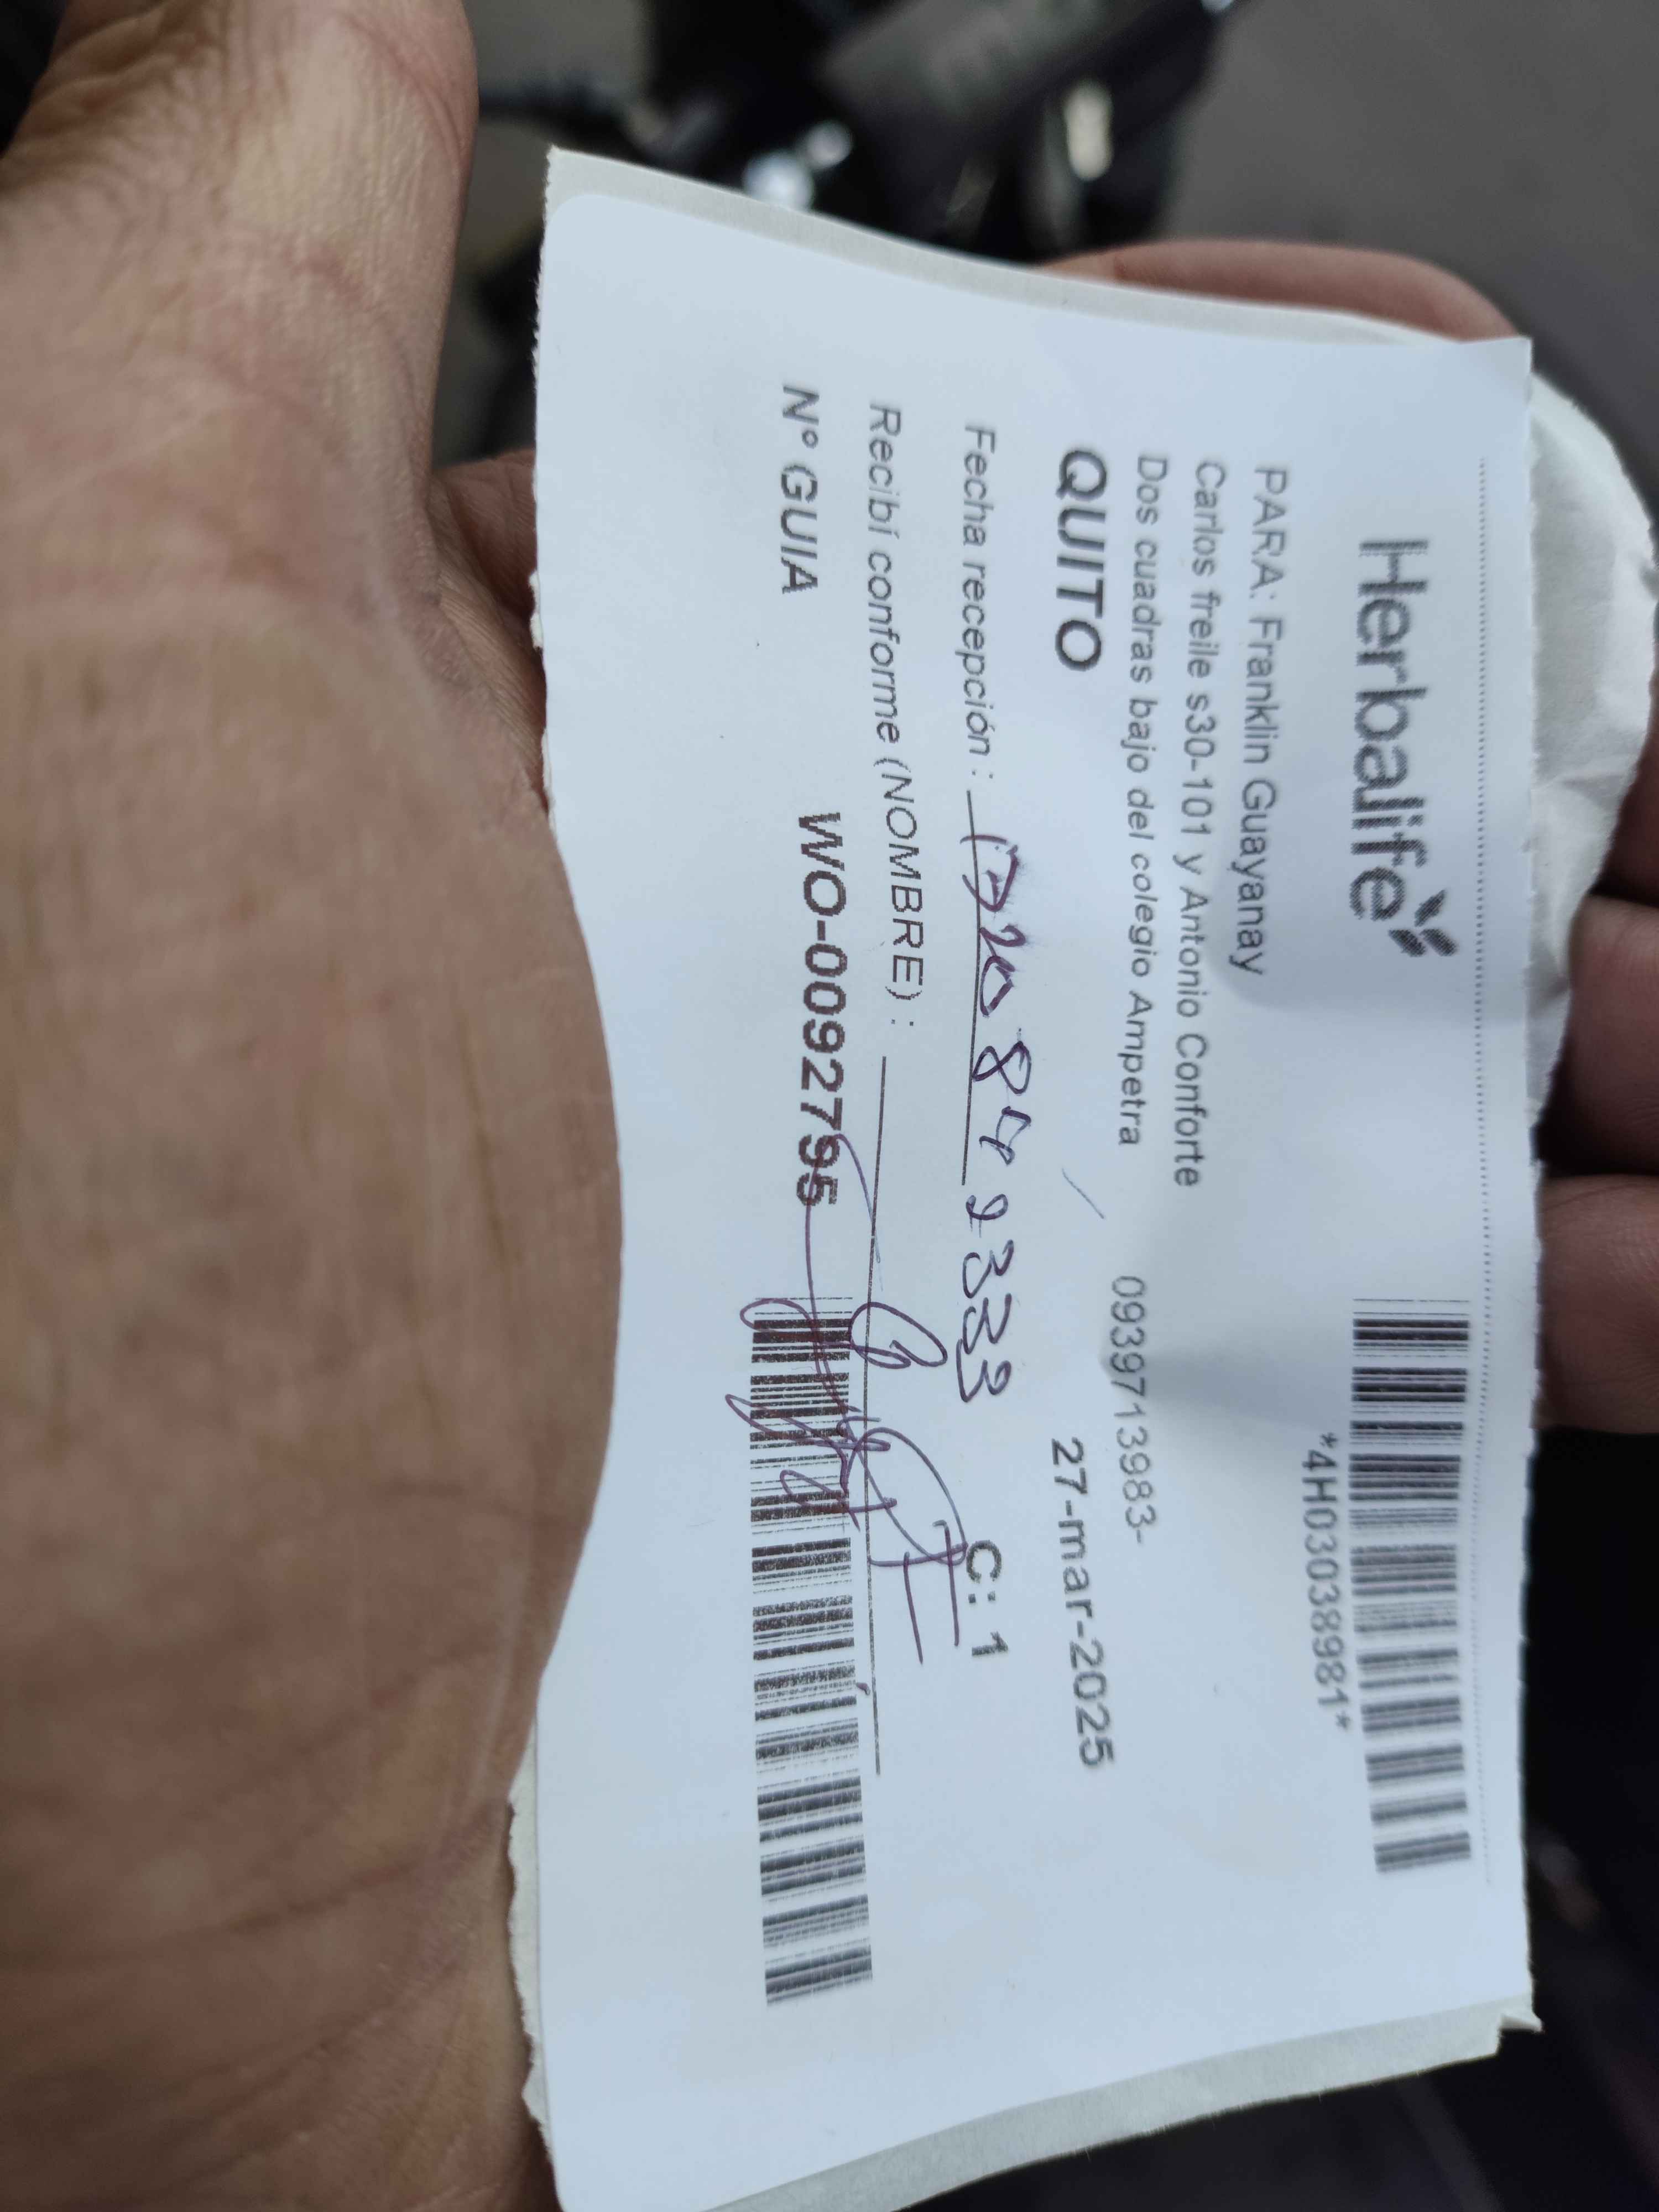 Herbalife
*4H03038981*
PARA: Franklin Guayanay
Carlos freile s30-101 y Antonio Conforte
Dos cuadras bajo del colegio Ampetra 0939713983-
QUITO 27-mar-2025
Fecha recepción : C: 1
Recibí conforme (NOMBRE) :
Nº GUIA WO-0092795